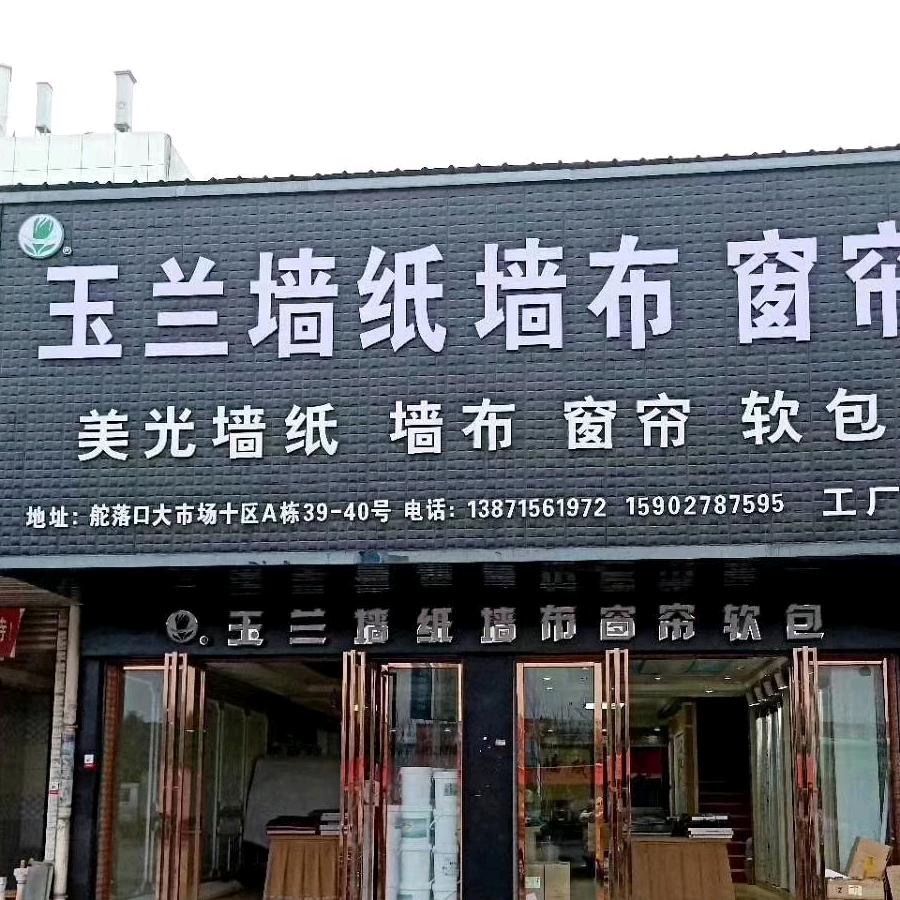 玉兰墙纸墙布 窗帘
美光墙纸 墙布 窗帘 软包
地址: 舵落口大市场十区A栋39-40号 电话: 13871561972 15902787595 工厂
玉兰墙纸墙布窗帘软包